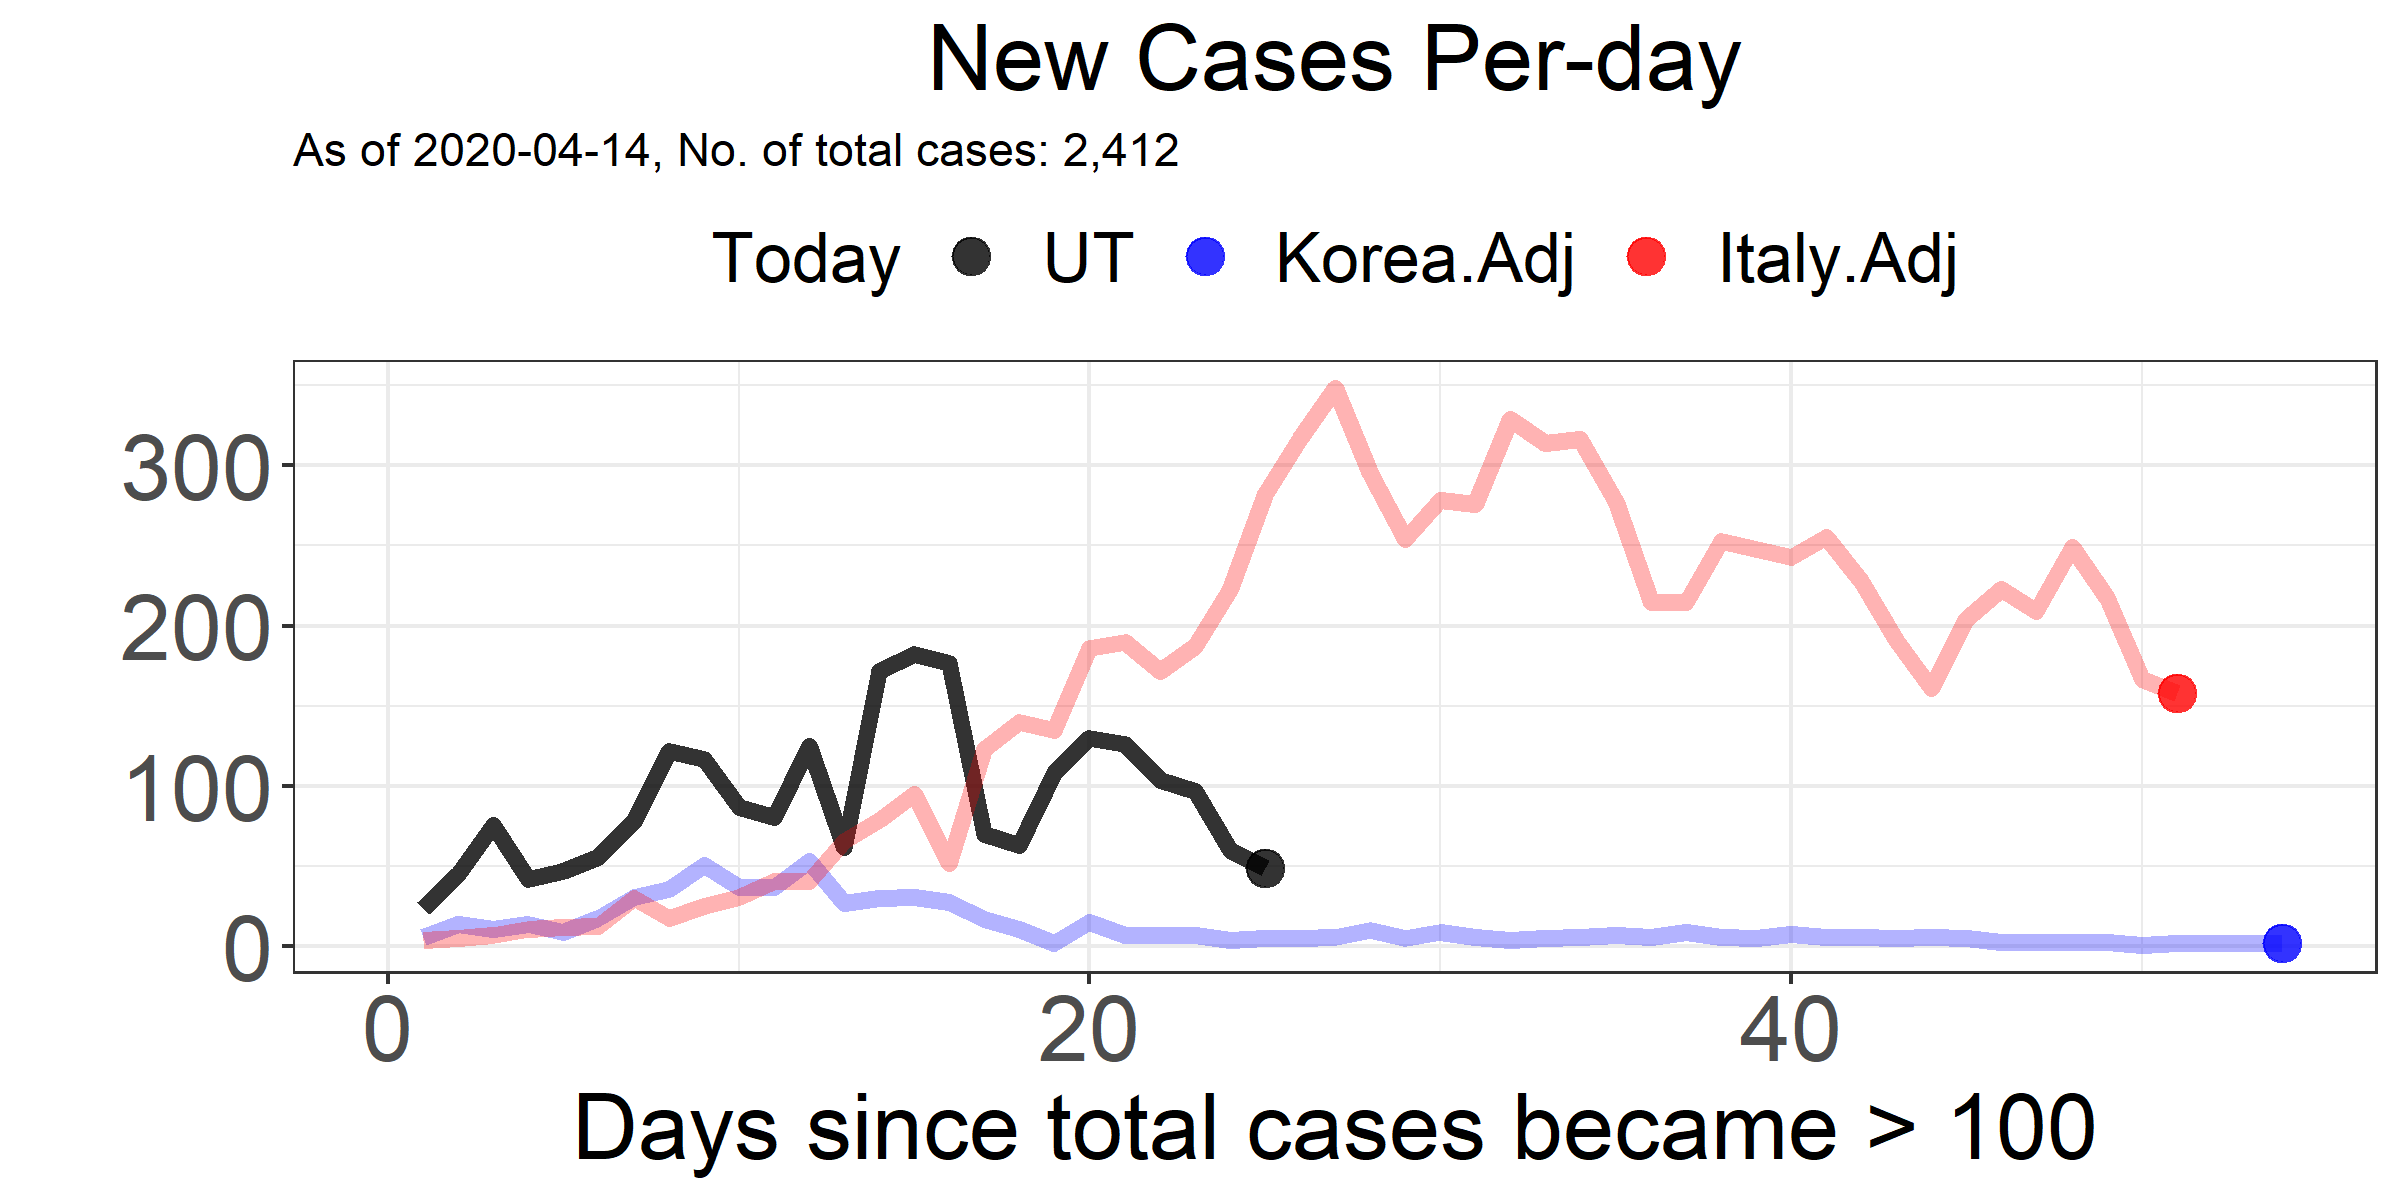 New Cases Per-day
As of 2020-04-14, No. of total cases: 2,412
Today UT Korea.Adj Italy.Adj
300
200
100
0
0 20 40
Days since total cases became > 100